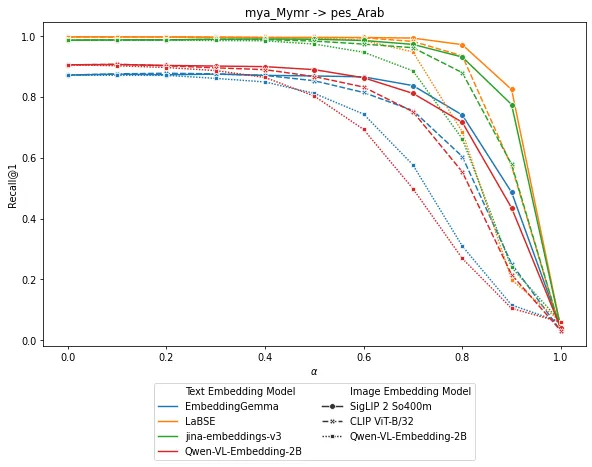 mya_Mymr -> pes_Arab
Recall@1
1.0
0.8
0.6
0.4
0.2
0.0
0.0 0.2 0.4 0.6 0.8 1.0
α
Text Embedding Model
EmbeddingGemma
LaBSE
jina-embeddings-v3
Qwen-VL-Embedding-2B
Image Embedding Model
SigLIP 2 So400m
CLIP ViT-B/32
Qwen-VL-Embedding-2B